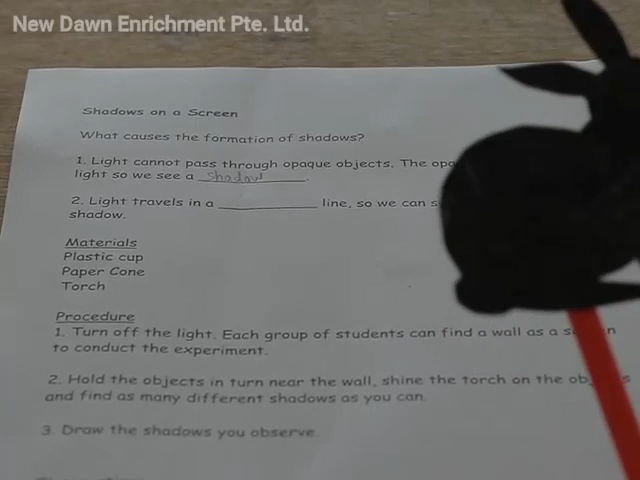 New Dawn Enrichment Pte. Ltd.
Shadows on a Screen
What causes the formation of shadows?
1. Light cannot pass through opaque objects. The
light so we see a shadow.
2. Light travels in a __________ line, so we can
shadow.
Materials
Plastic cup
Paper Cone
Torch
Procedure
1. Turn off the light. Each group of students can find a wall as a
to conduct the experiment.
2. Hold the objects in turn near the wall, shine the torch on the
and find as many different shadows as you can.
3. Draw the shadows you observe.